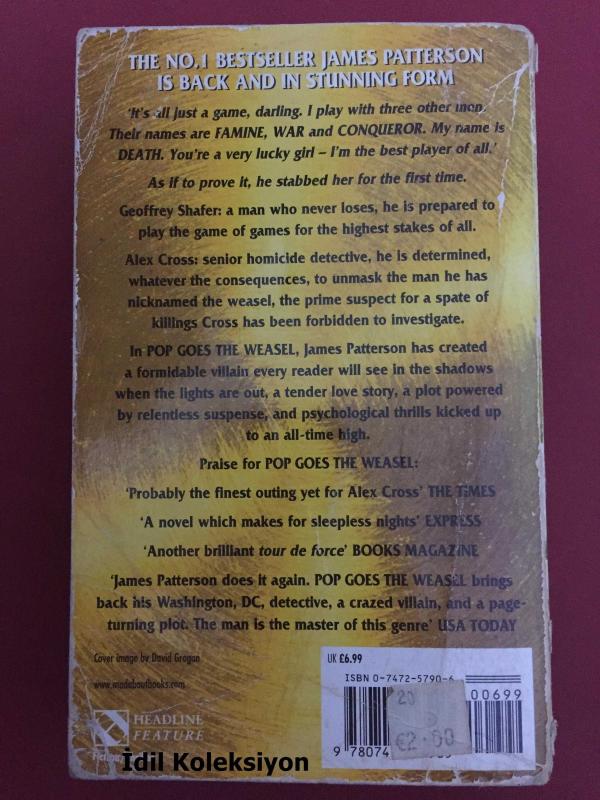 THE NO.1 BESTSELLER JAMES PATTERSON
IS BACK AND IN STUNNING FORM
'It's all just a game, darling. I play with three other men.
Their names are FAMINE, WAR and CONQUEROR. My name is
DEATH. You're a very lucky girl – I'm the best player of all.'
As if to prove it, he stabbed her for the first time.
Geoffrey Shafer: a man who never loses, he is prepared to
play the game of games for the highest stakes of all.
Alex Cross: senior homicide detective, he is determined,
whatever the consequences, to unmask the man he has
nicknamed the weasel, the prime suspect for a spate of
killings Cross has been forbidden to investigate.
In POP GOES THE WEASEL, James Patterson has created
a formidable villain every reader will see in the shadows
when the lights are out, a tender love story, a plot powered
by relentless suspense, and psychological thrills kicked up
to an all-time high.
Praise for POP GOES THE WEASEL:
'Probably the finest outing yet for Alex Cross' THE TIMES
'A novel which makes for sleepless nights' EXPRESS
'Another brilliant tour de force' BOOKS MAGAZINE
'James Patterson does it again. POP GOES THE WEASEL brings
back his Washington, DC, detective, a crazed villain, and a page-
turning plot. The man is the master of this genre' USA TODAY
Cover image by David Grogan
www.madaboutbooks.com
HEADLINE
FEATURE
UK £6.99
ISBN 0-7472-5790-6
00699
20
€2.00
9 78074
İdil Koleksiyon